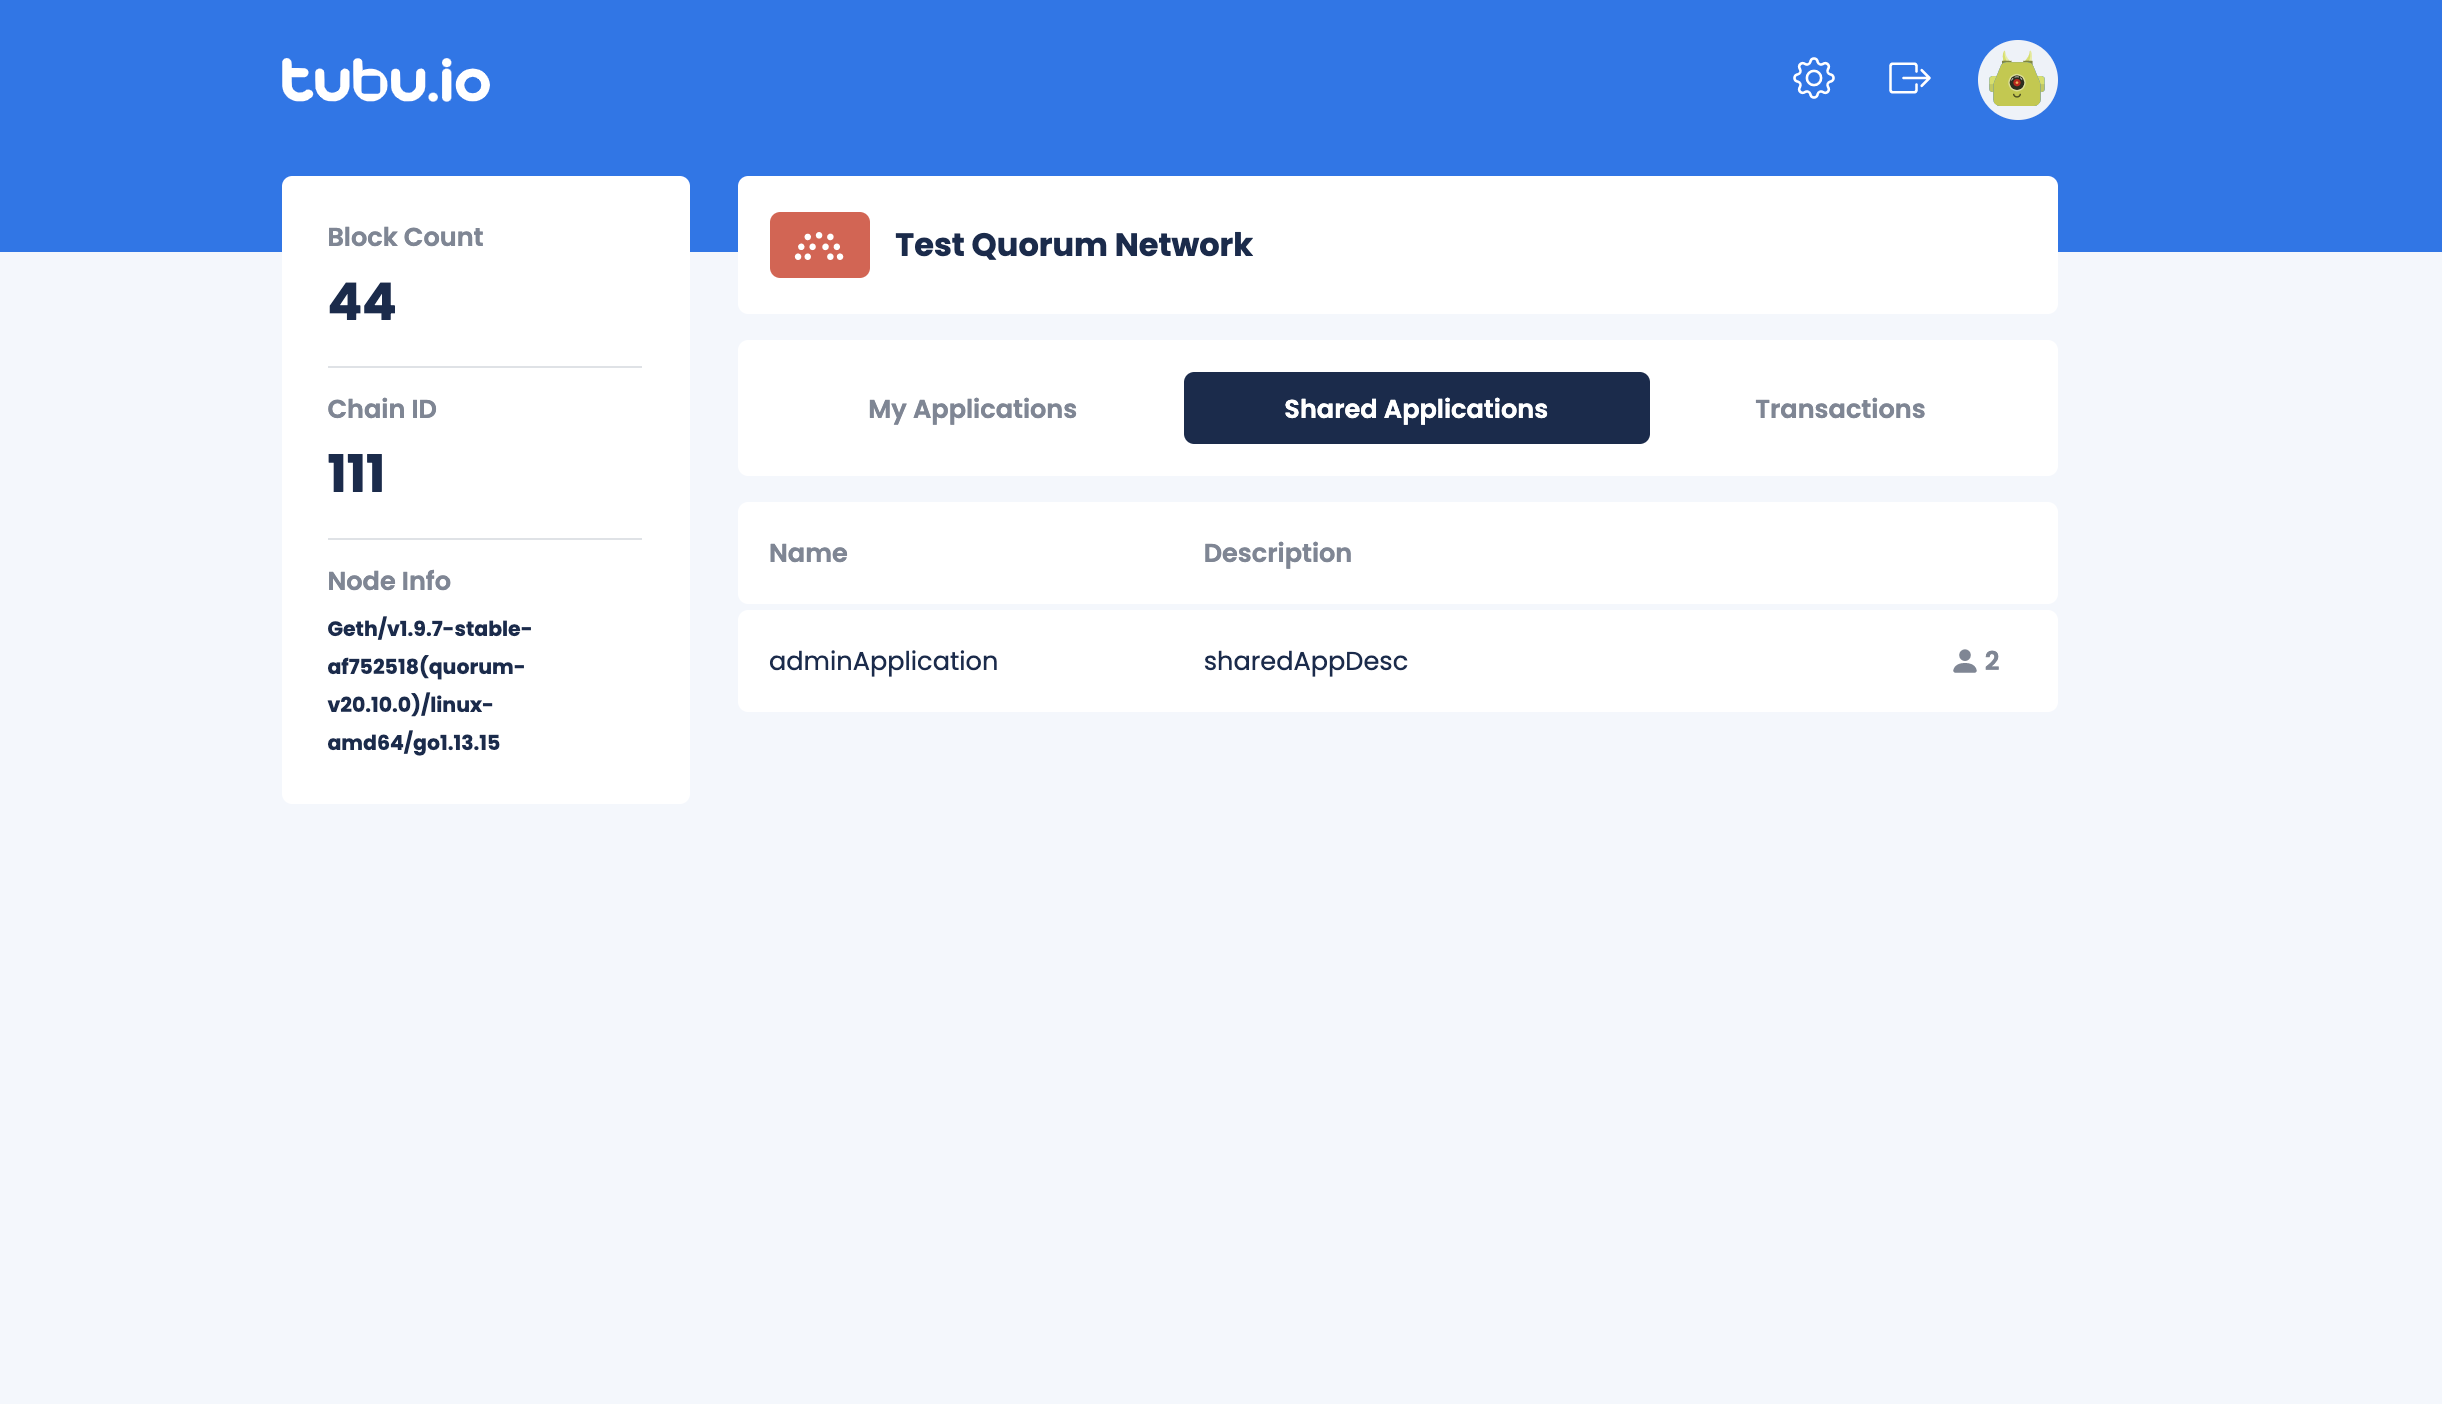 tubu.io
Block Count
44
Chain ID
111
Node Info
Geth/v1.9.7-stable-
af752518(quorum-
v20.10.0)/linux-
amd64/go1.13.15
Test Quorum Network
My Applications
Shared Applications
Transactions
Name
Description
adminApplication
sharedAppDesc
2